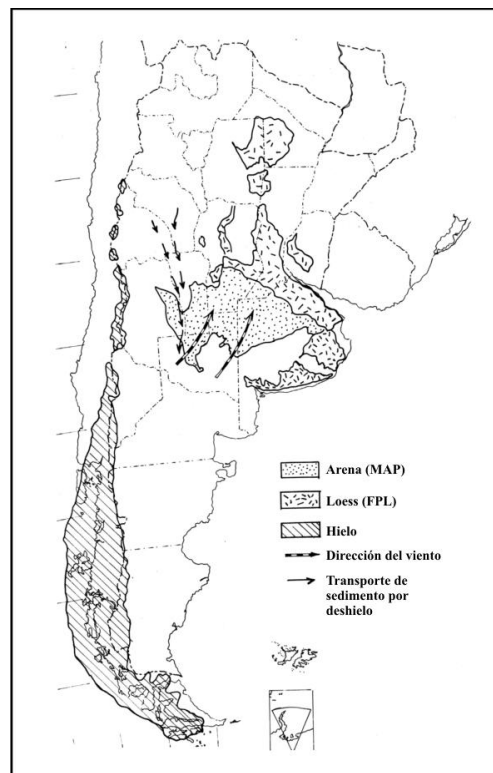 Arena (MAP)
Loess (FPL)
Hielo
Dirección del viento
Transporte de
sedimento por
deshielo